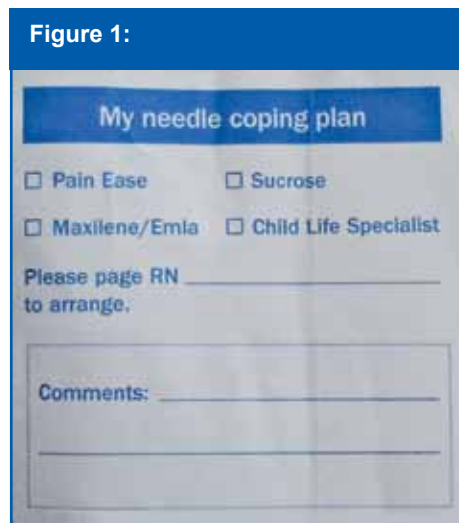 Figure 1:
My needle coping plan
☐ Pain Ease ☐ Sucrose
☐ Maxilene/Emla ☐ Child Life Specialist
Please page RN
to arrange.
Comments: